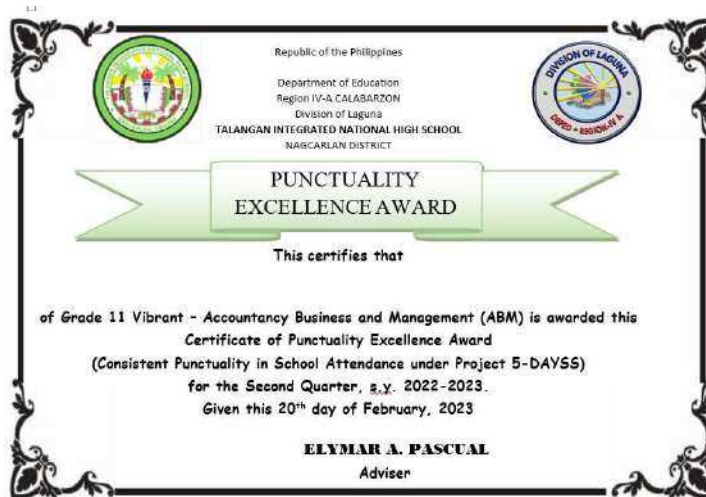 Republic of the Philippines
Department of Education
Region IV-A CALABARZON
Division of Laguna
TALANGAN INTEGRATED NATIONAL HIGH SCHOOL
NAGCARLAN DISTRICT
DIVISION OF LAGUNA
DEPED • REGION-IV A
PUNCTUALITY
EXCELLENCE AWARD
This certifies that
of Grade 11 Vibrant – Accountancy Business and Management (ABM) is awarded this
Certificate of Punctuality Excellence Award
(Consistent Punctuality in School Attendance under Project 5-DAYSS)
for the Second Quarter, s.y. 2022-2023.
Given this 20th day of February, 2023
ELYMAR A. PASCUAL
Adviser